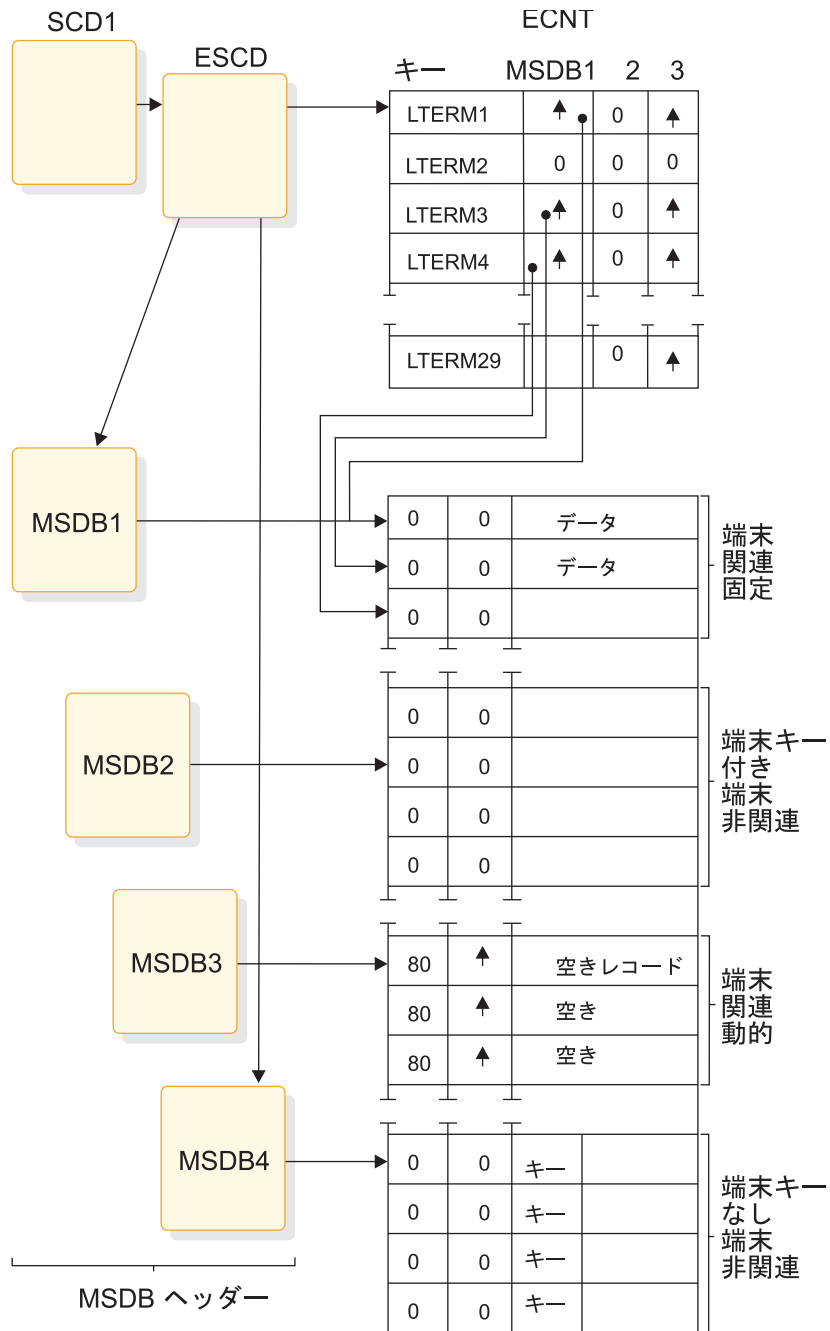 SCD1
ESCD
ECNT
キー MSDB1 2 3
LTERM1 0
LTERM2 0 0 0
LTERM3 0
LTERM4 0
LTERM29 0
MSDB1
0 0 データ
0 0 データ
0 0
端末
関連
固定
MSDB2
0 0
0 0
0 0
0 0
端末キー
付き
端末
非関連
MSDB3
80 空きレコード
80 空き
80 空き
端末
関連
動的
MSDB4
0 0 キー
0 0 キー
0 0 キー
0 0 キー
端末キー
なし
端末
非関連
MSDB ヘッダー